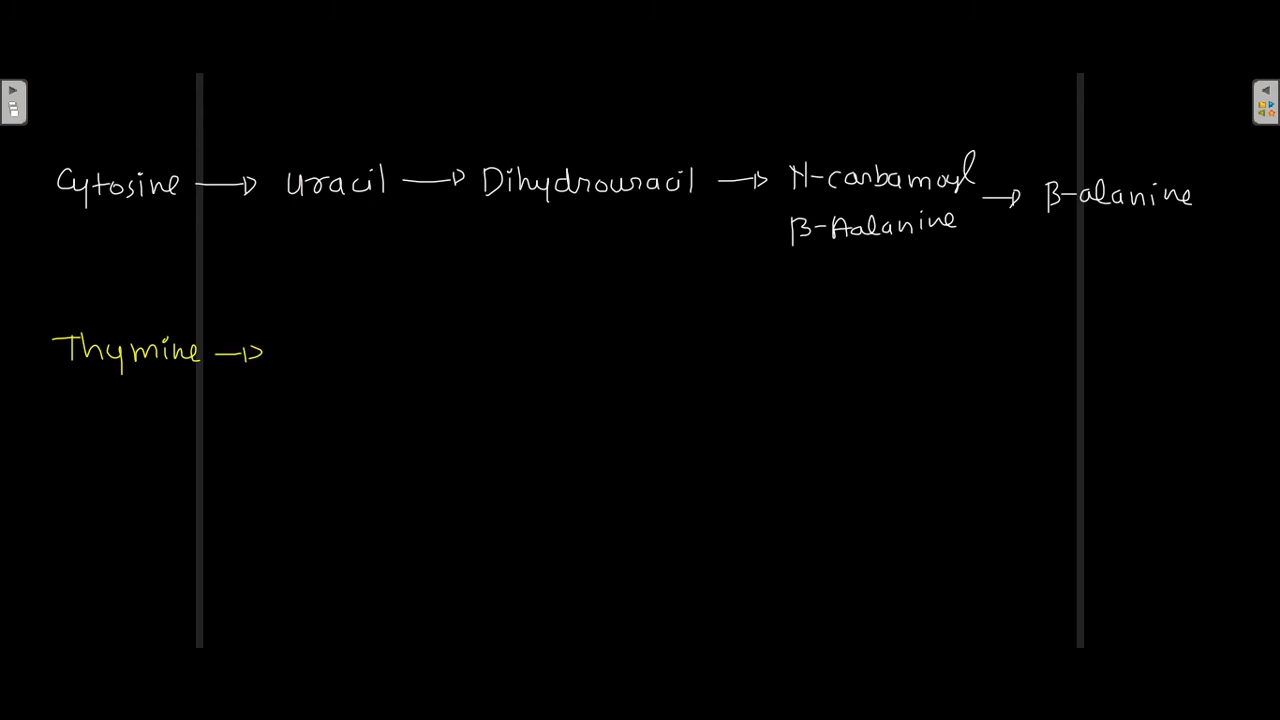 Cytosine → Uracil → Dihydrouracil → N-carbamoyl → β-alanine
β-Aalanine
Thymine →